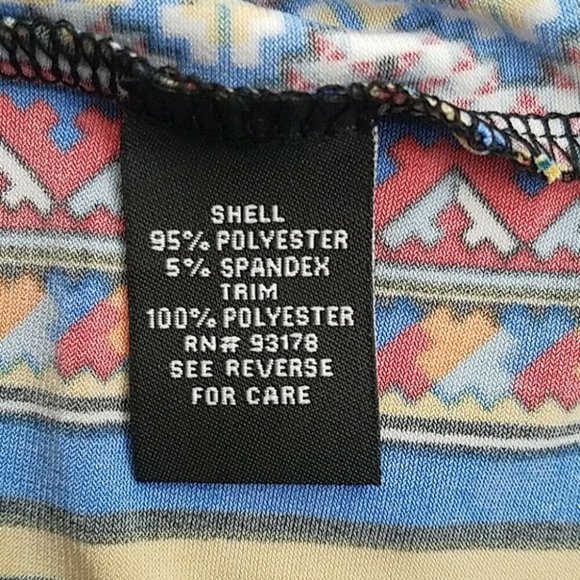 SHELL
95% POLYESTER
5% SPANDEX
TRIM
100% POLYESTER
RN# 93178
SEE REVERSE
FOR CARE